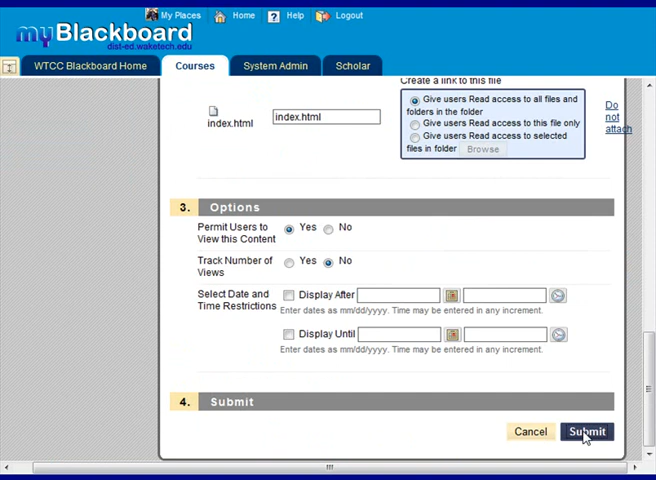 My Places Home Help Logout
myBlackboard
dist-ed.waketech.edu
WTCC Blackboard Home Courses System Admin Scholar
Create a link to this file
index.html
index.html
Give users Read access to all files and
folders in the folder
Give users Read access to this file only
Give users Read access to selected
files in folder Browse
Do
not
attach
3. Options
Permit Users to
View this Content
Yes No
Track Number of
Views
Yes No
Select Date and
Time Restrictions
Display After
Enter dates as mm/dd/yyyy. Time may be entered in any increment.
Display Until
Enter dates as mm/dd/yyyy. Time may be entered in any increment.
4. Submit
Cancel Submit